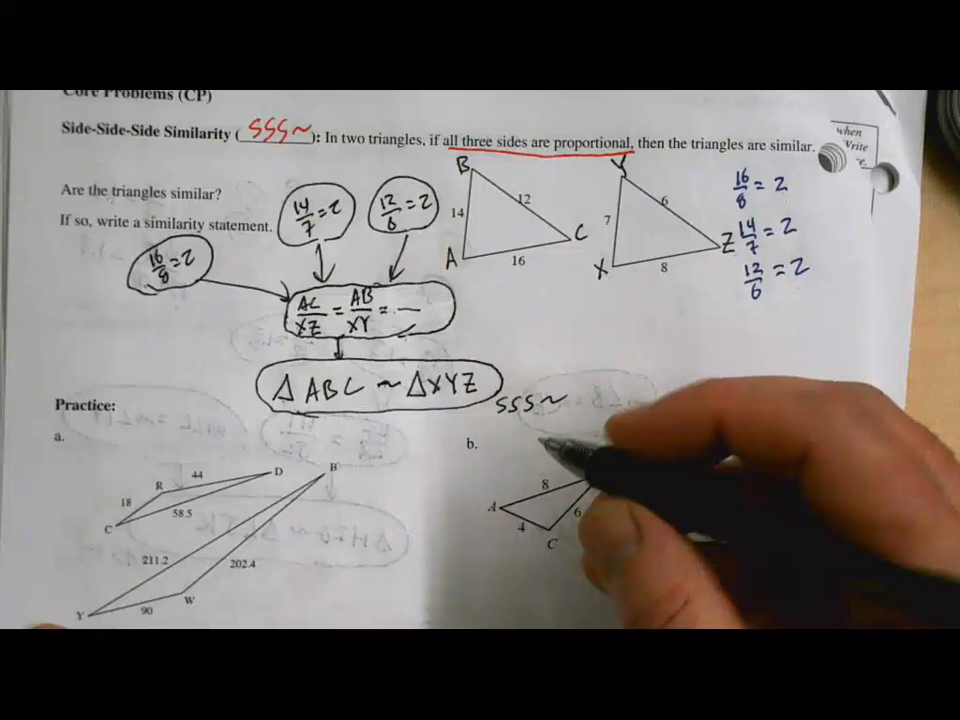 Core Problems (CP)
Side-Side-Side Similarity ( SSS~ ): In two triangles, if all three sides are proportional, then the triangles are similar.
when
Write
Are the triangles similar?
If so, write a similarity statement.
16/8 = 2
14/7 = 2
12/6 = 2
AC/XZ = AB/XY = ...
Δ ABC ~ Δ XYZ
SSS~
B
14
12
A
16
C
Y
7
6
X
8
Z
16/8 = 2
14/7 = 2
12/6 = 2
Practice:
a.
R
44
D
18
58.5
C
B
211.2
202.4
Y
90
W
b.
A
8
6
4
C